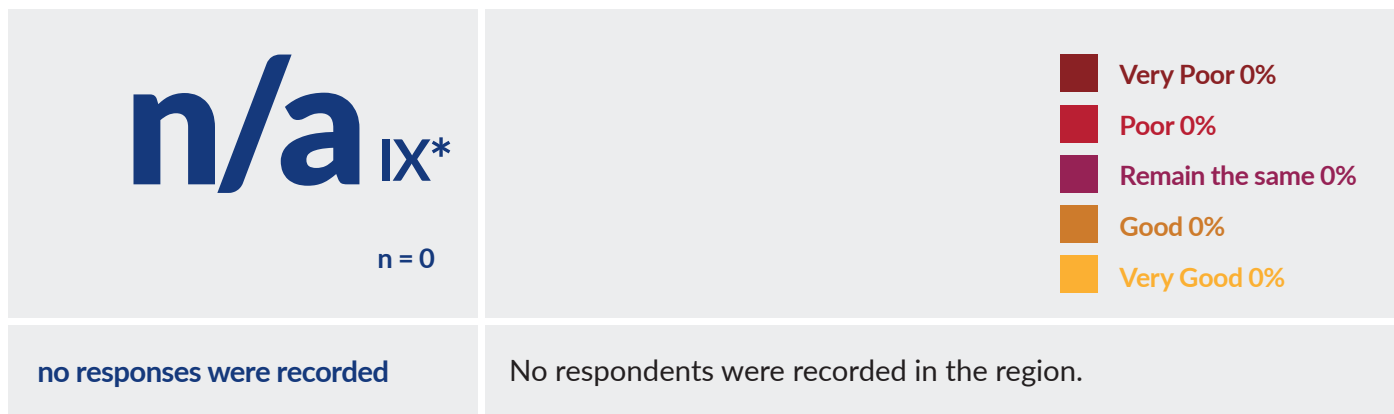 n/a IX*
n = 0
Very Poor 0%
Poor 0%
Remain the same 0%
Good 0%
Very Good 0%
no responses were recorded
No respondents were recorded in the region.